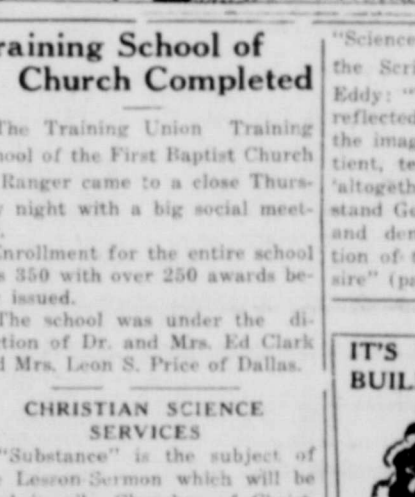 raining School of
Church Completed
The Training Union Training
ool of the First Baptist Church
Ranger came to a close Thurs-
night with a big social meet-
.
Enrollment for the entire school
s 350 with over 250 awards be-
issued.
The school was under the di-
tion of Dr. and Mrs. Ed Clark
d Mrs. Leon S. Price of Dallas.
CHRISTIAN SCIENCE
SERVICES
"Substance" is the subject of
Lesson-Sermon which will be
"Science
the Scri
Eddy: "
reflected
the imag
tient, te
'altogeth
stand Go
and den
tion of
sire" (pa
IT'S
BUIL